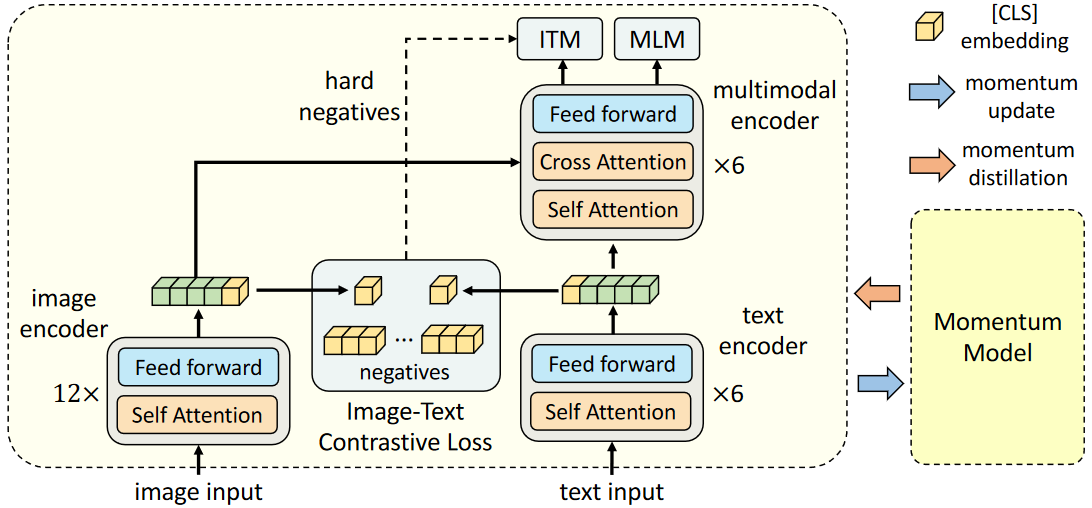 ITM
MLM
[CLS]
embedding
hard
negatives
multimodal
encoder
momentum
update
Feed forward
Cross Attention
×6
momentum
distillation
Self Attention
image
encoder
text
encoder
Momentum
Model
Feed forward
12×
Self Attention
...
negatives
Image-Text
Contrastive Loss
Feed forward
×6
Self Attention
image input
text input